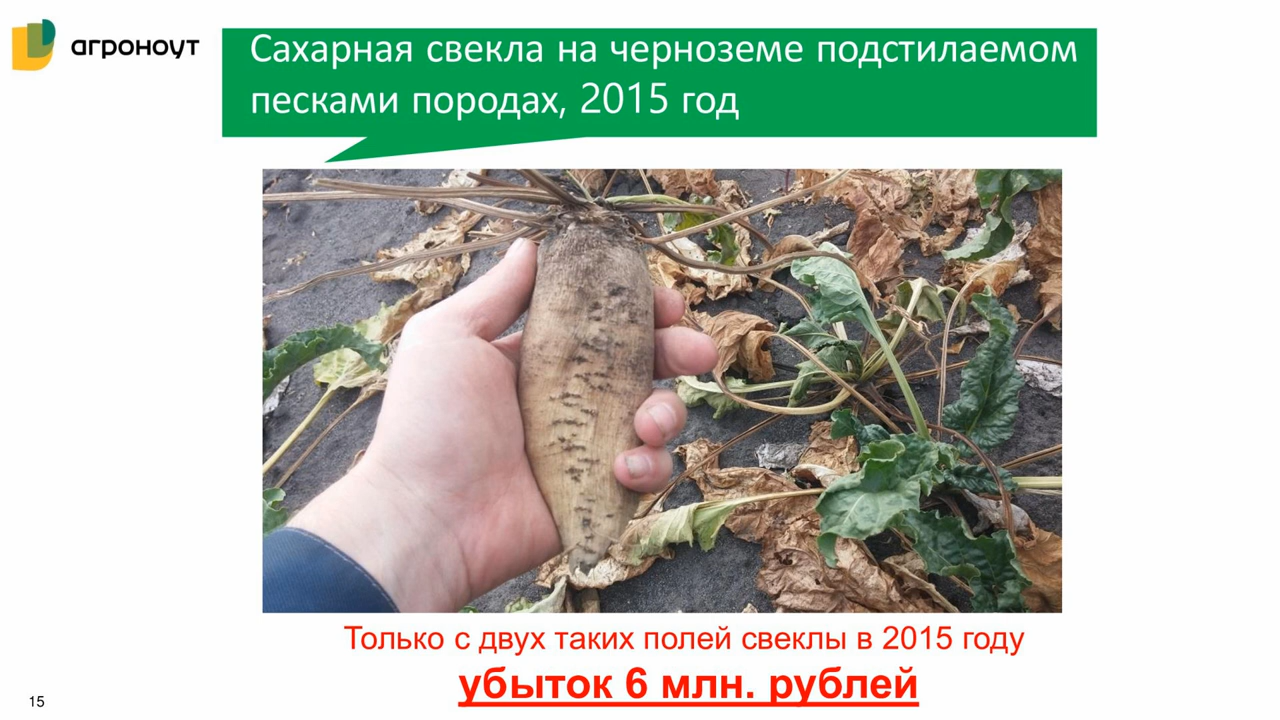 агроноут
Сахарная свекла на черноземе подстилаемом
песками породах, 2015 год
Только с двух таких полей свеклы в 2015 году
убыток 6 млн. рублей
15